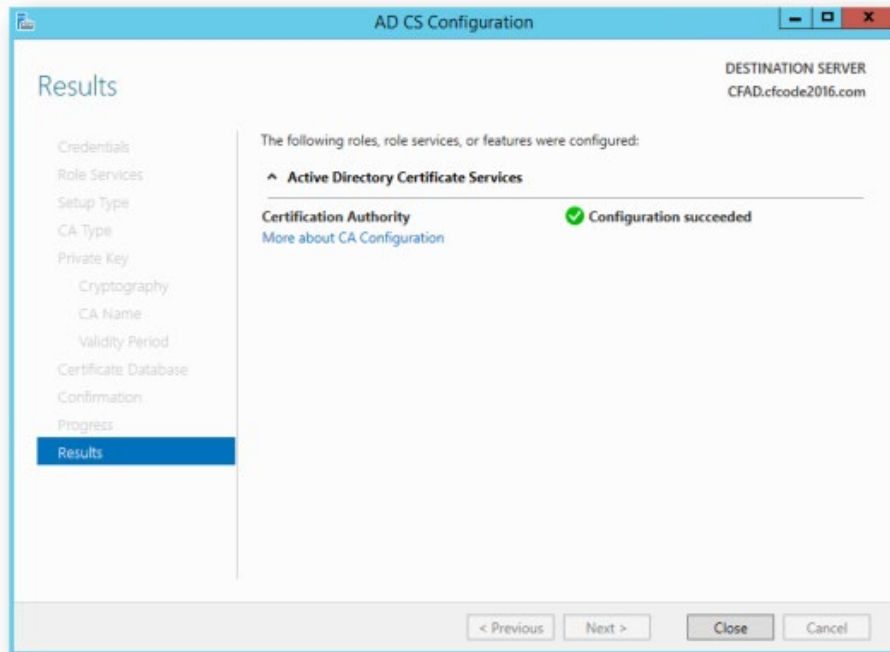 AD CS Configuration
Results
DESTINATION SERVER
CFAD.cfcode2016.com
Credentials
Role Services
Setup Type
CA Type
Private Key
Cryptography
CA Name
Validity Period
Certificate Database
Confirmation
Progress
Results
The following roles, role services, or features were configured:
Active Directory Certificate Services
Certification Authority
Configuration succeeded
More about CA Configuration
< Previous
Next >
Close
Cancel